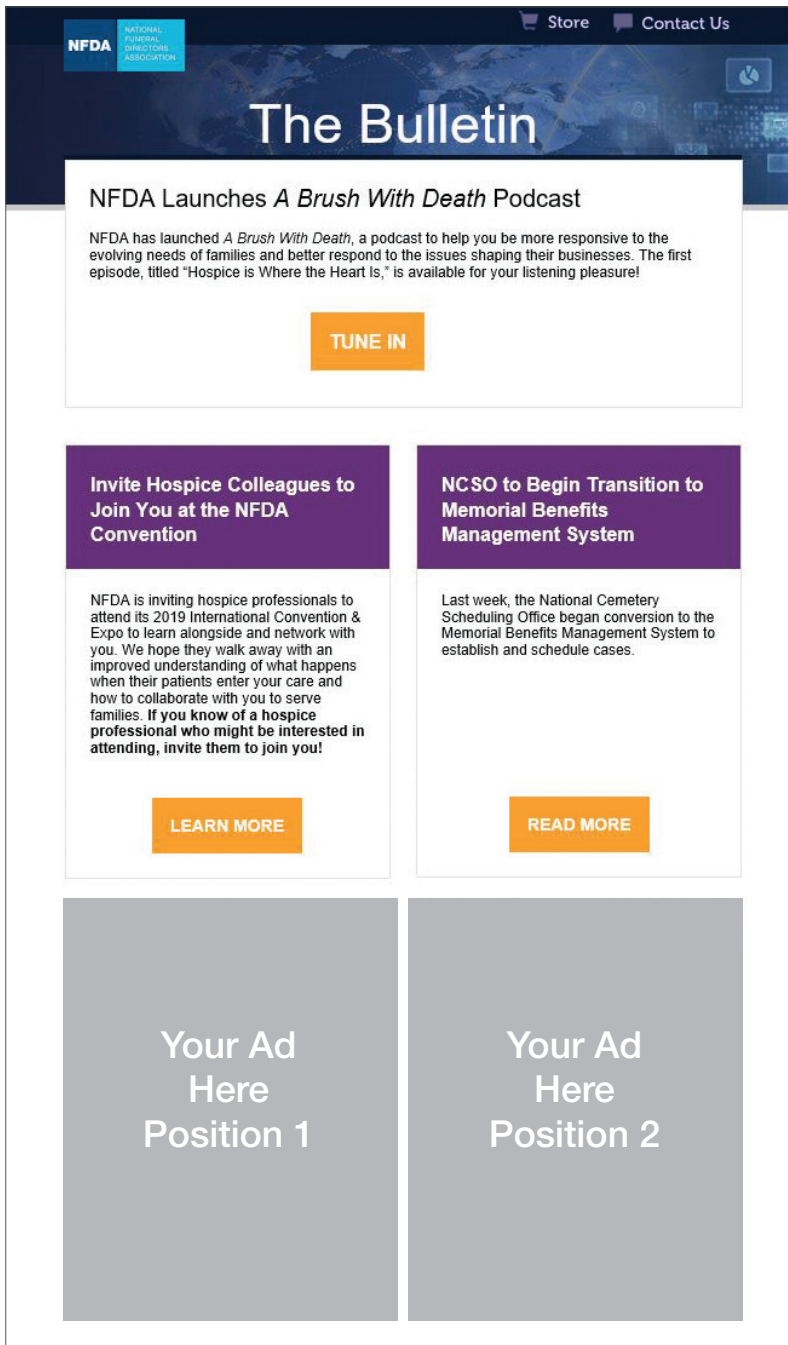 Store
Contact Us
NFDA
NATIONAL
FUNERAL
DIRECTORS
ASSOCIATION
The Bulletin
NFDA Launches A Brush With Death Podcast
NFDA has launched A Brush With Death, a podcast to help you be more responsive to the
evolving needs of families and better respond to the issues shaping their businesses. The first
episode, titled “Hospice is Where the Heart Is,” is available for your listening pleasure!
TUNE IN
Invite Hospice Colleagues to
Join You at the NFDA
Convention
NFDA is inviting hospice professionals to
attend its 2019 International Convention &
Expo to learn alongside and network with
you. We hope they walk away with an
improved understanding of what happens
when their patients enter your care and
how to collaborate with you to serve
families. If you know of a hospice
professional who might be interested in
attending, invite them to join you!
LEARN MORE
NCSO to Begin Transition to
Memorial Benefits
Management System
Last week, the National Cemetery
Scheduling Office began conversion to the
Memorial Benefits Management System to
establish and schedule cases.
READ MORE
Your Ad
Here
Position 1
Your Ad
Here
Position 2